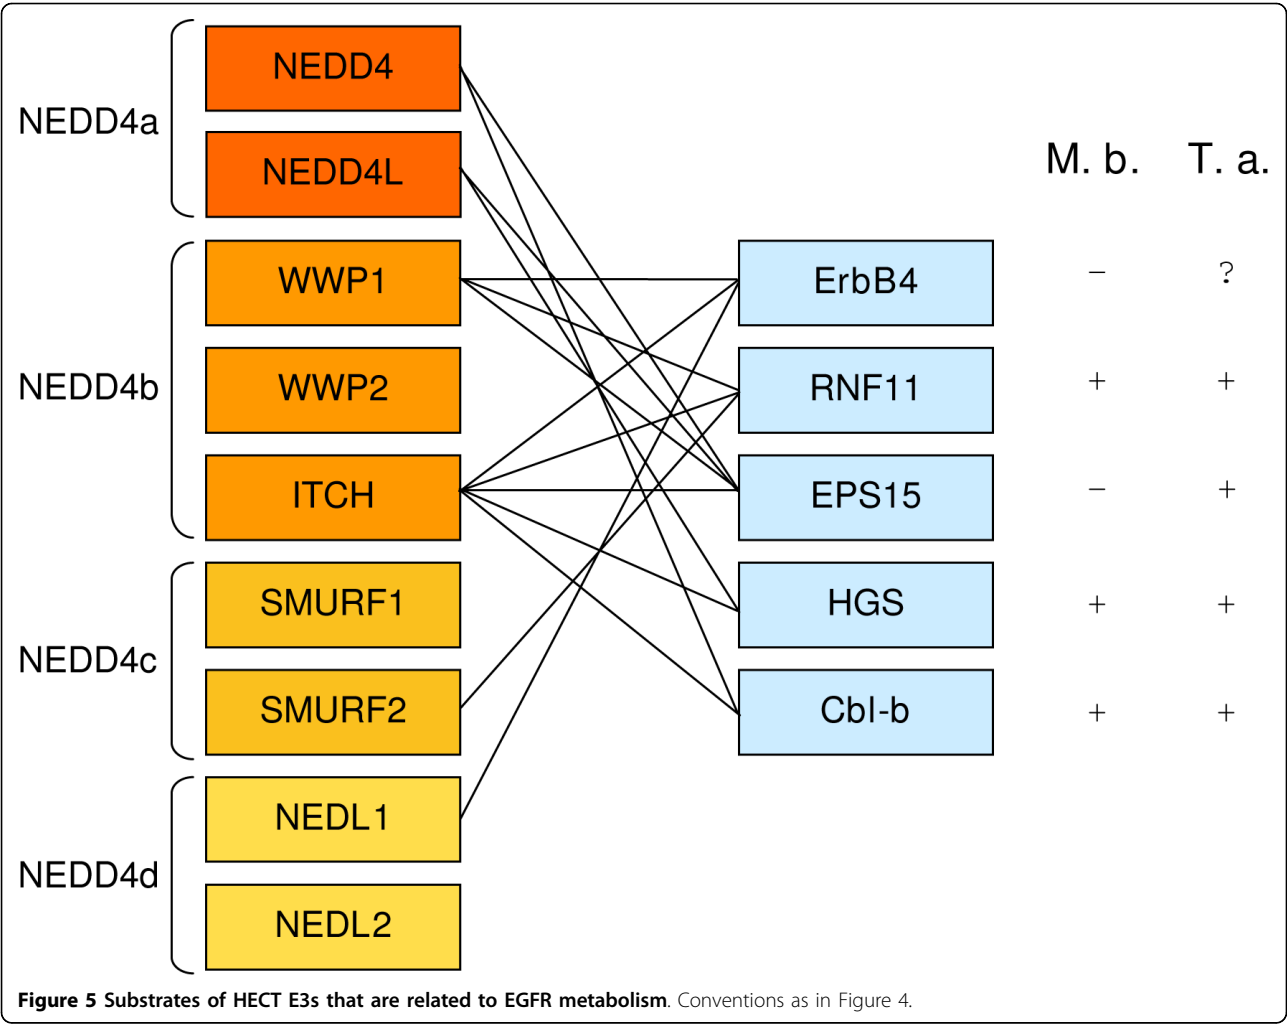 NEDD4a
NEDD4
NEDD4L
NEDD4b
WWP1
WWP2
ITCH
NEDD4c
SMURF1
SMURF2
NEDD4d
NEDL1
NEDL2
M. b. T. a.
ErbB4 − ?
RNF11 + +
EPS15 − +
HGS + +
Cbl-b + +
Figure 5 Substrates of HECT E3s that are related to EGFR metabolism. Conventions as in Figure 4.